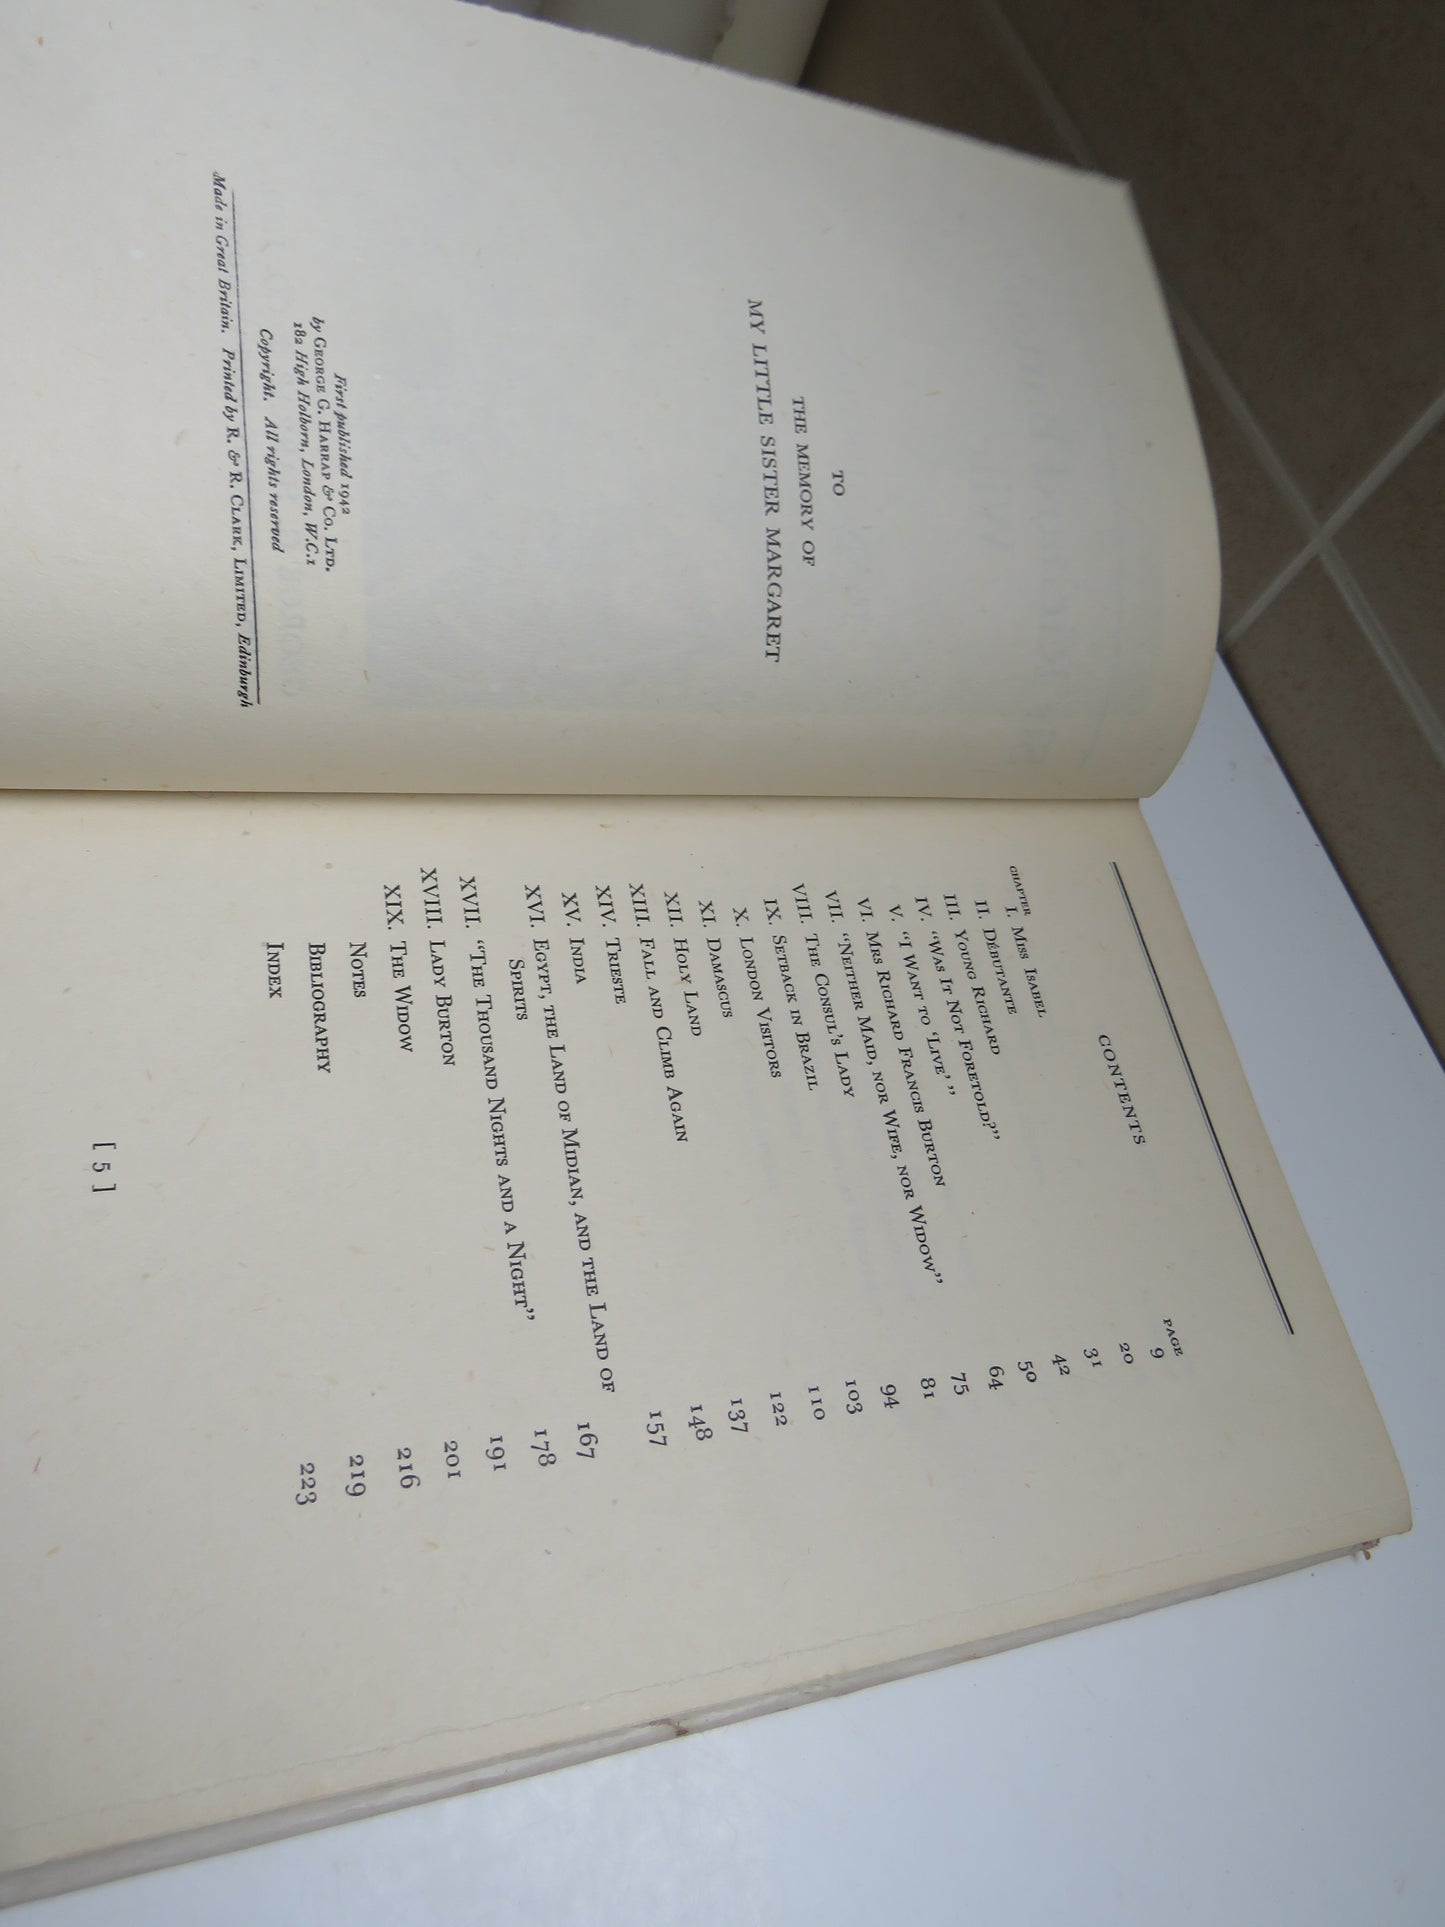 TO
THE MEMORY OF
MY LITTLE SISTER MARGARET
First published 1942
by GEORGE G. HARRAP & CO. LTD.
182 High Holborn, London, W.C.1
Copyright. All rights reserved
Made in Great Britain. Printed by R. & R. CLARK, LIMITED, Edinburgh
CONTENTS
CHAPTER PAGE
I. MISS ISABEL 9
II. DÉBUTANTE 20
III. YOUNG RICHARD 31
IV. "WAS IT NOT FORETOLD?" 42
V. "I WANT TO 'LIVE'" 50
VI. MRS RICHARD FRANCIS BURTON 64
VII. "NEITHER MAID, NOR WIFE, NOR WIDOW" 75
VIII. THE CONSUL'S LADY 81
IX. SETBACK IN BRAZIL 94
X. LONDON VISITORS 103
XI. DAMASCUS 110
XII. HOLY LAND 122
XIII. FALL AND CLIMB AGAIN 137
XIV. TRIESTE 148
XV. INDIA 157
XVI. EGYPT, THE LAND OF MIDIAN, AND THE LAND OF
SPIRITS 167
XVII. "THE THOUSAND NIGHTS AND A NIGHT" 178
XVIII. LADY BURTON 191
XIX. THE WIDOW 201
NOTES 216
BIBLIOGRAPHY 219
INDEX 223
[ 5 ]